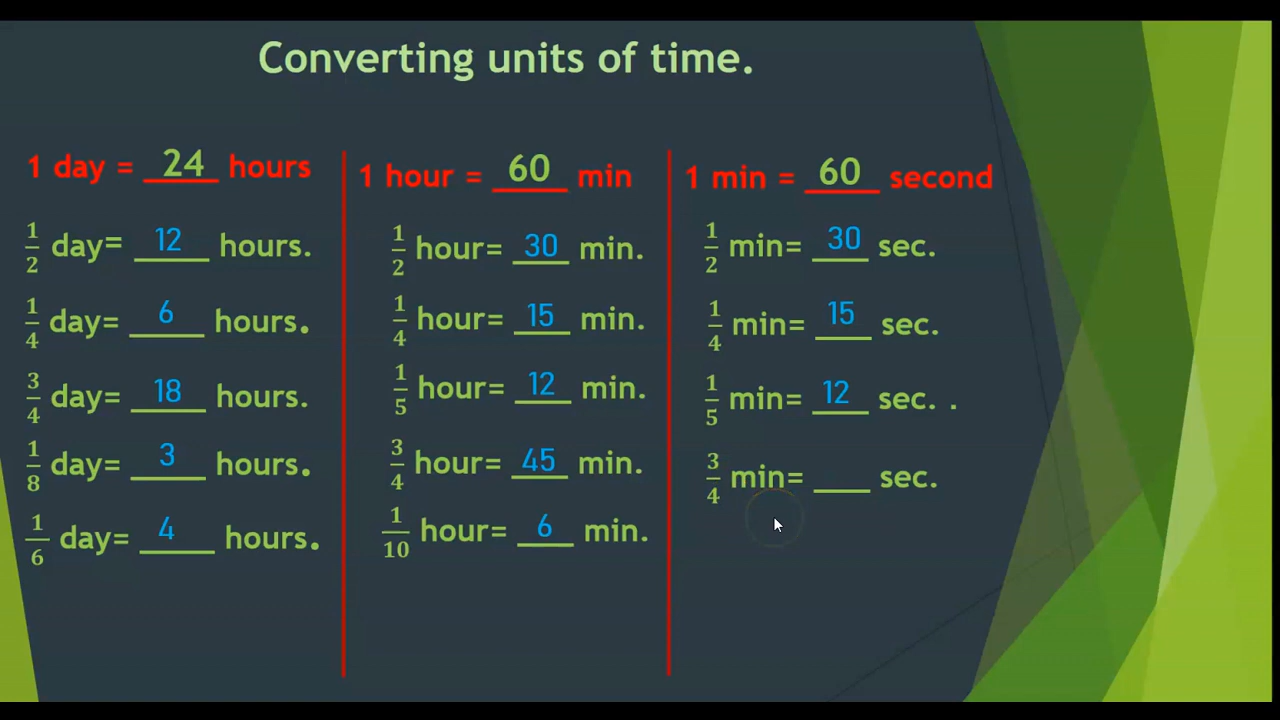 Converting units of time.
1 day = 24 hours
1/2 day= 12 hours.
1/4 day= 6 hours.
3/4 day= 18 hours.
1/8 day= 3 hours.
1/6 day= 4 hours.
1 hour = 60 min
1/2 hour= 30 min.
1/4 hour= 15 min.
1/5 hour= 12 min.
3/4 hour= 45 min.
1/10 hour= 6 min.
1 min = 60 second
1/2 min= 30 sec.
1/4 min= 15 sec.
1/5 min= 12 sec. .
3/4 min= ___ sec.